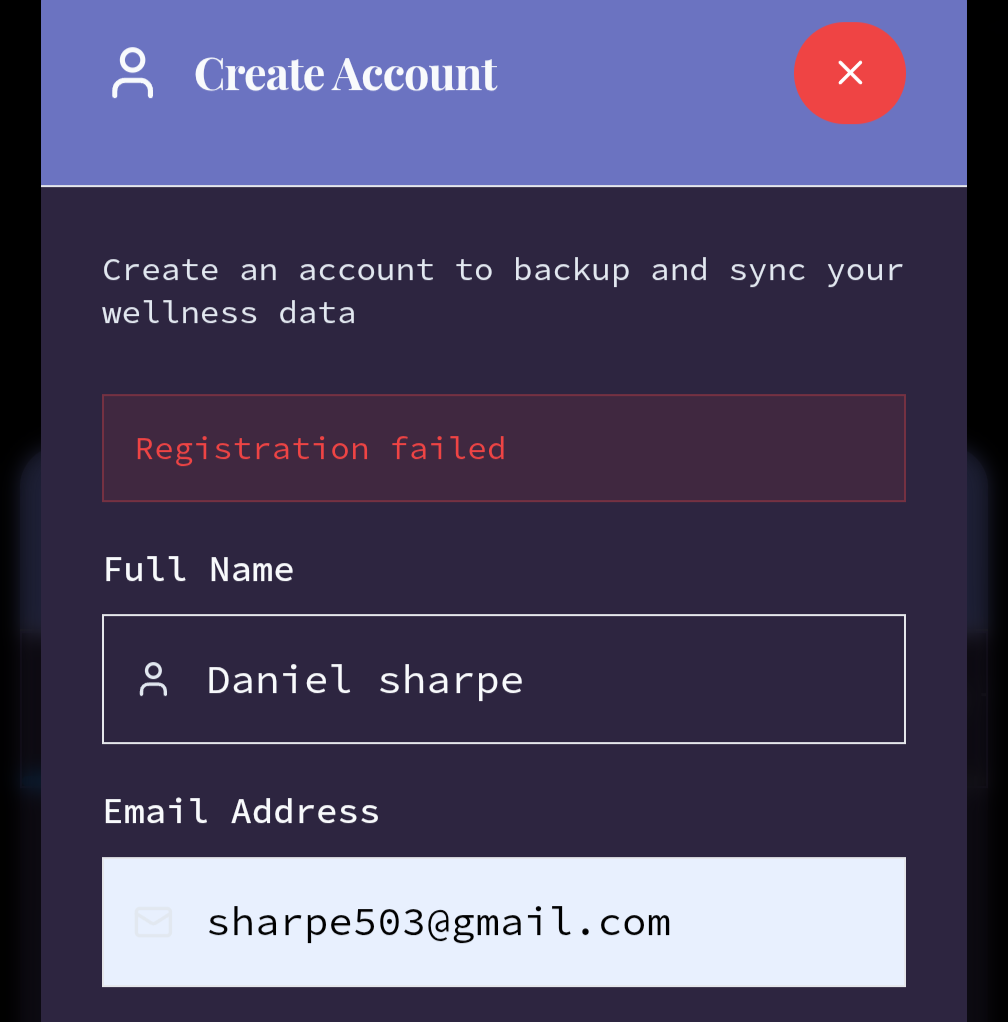 Create Account
Create an account to backup and sync your
wellness data
Registration failed
Full Name
Daniel sharpe
Email Address
sharpe503@gmail.com